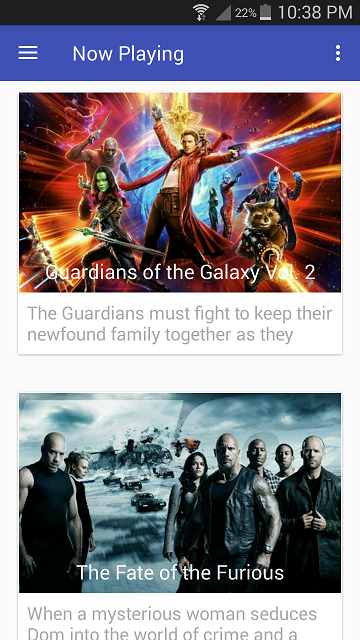 22% 10:38 PM
Now Playing
Guardians of the Galaxy Vol. 2
The Guardians must fight to keep their
newfound family together as they
The Fate of the Furious
When a mysterious woman seduces
Dom into the world of crime and a